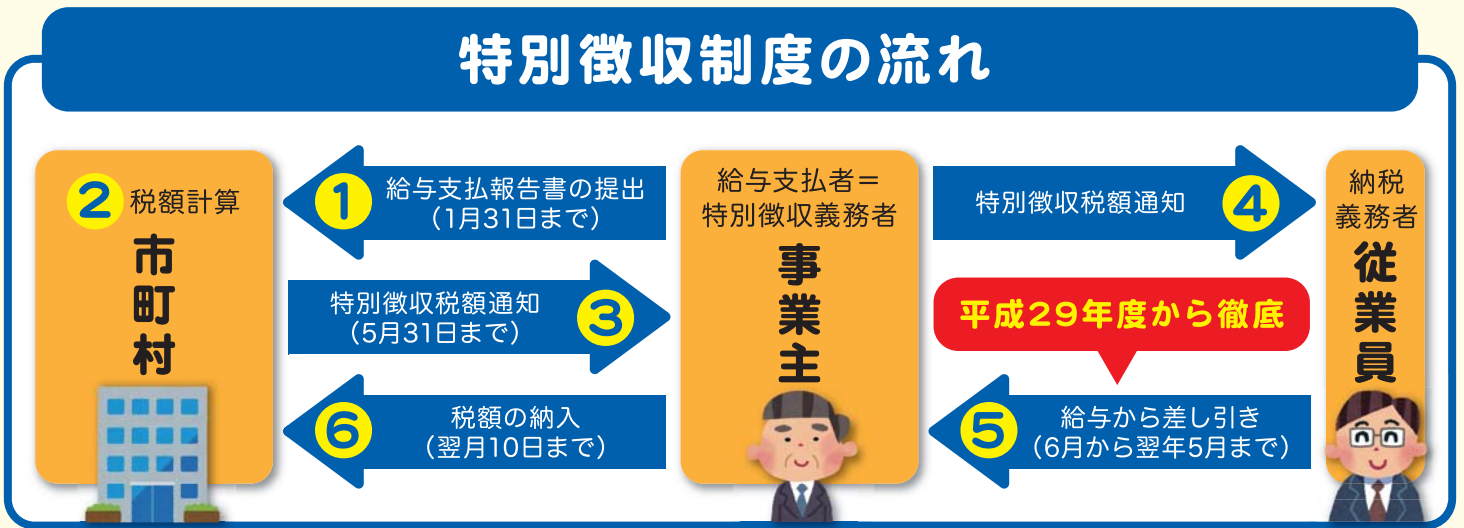 特別徴収制度の流れ
② 税額計算
市町村
① 給与支払報告書の提出
（1月31日まで）
特別徴収税額通知
（5月31日まで） ③
⑥ 税額の納入
（翌月10日まで）
給与支払者＝
特別徴収義務者
事業主
特別徴収税額通知 ④
平成29年度から徹底
⑤ 給与から差し引き
（6月から翌年5月まで）
納税
義務者
従業員